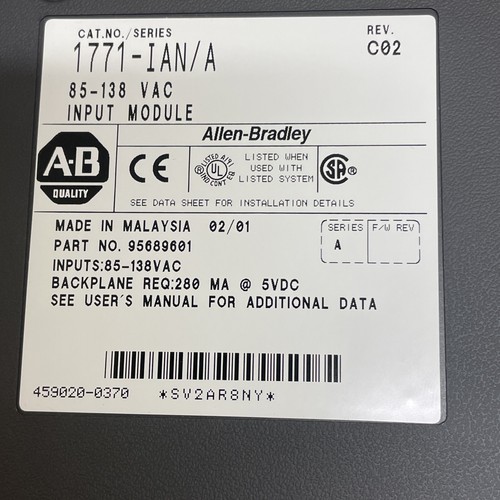 CAT.NO./SERIES
REV.
1771-IAN/A
C02
85-138 VAC
INPUT MODULE
Allen-Bradley
A-B
QUALITY
CE
UL
LISTED WHEN
USED WITH
LISTED SYSTEM
SA
SEE DATA SHEET FOR INSTALLATION DETAILS
MADE IN MALAYSIA 02/01
SERIES F/W REV
PART NO. 95689601
A
INPUTS:85-138VAC
BACKPLANE REQ:280 MA @ 5VDC
SEE USER'S MANUAL FOR ADDITIONAL DATA
459020-0370 *SV2AR8NY*